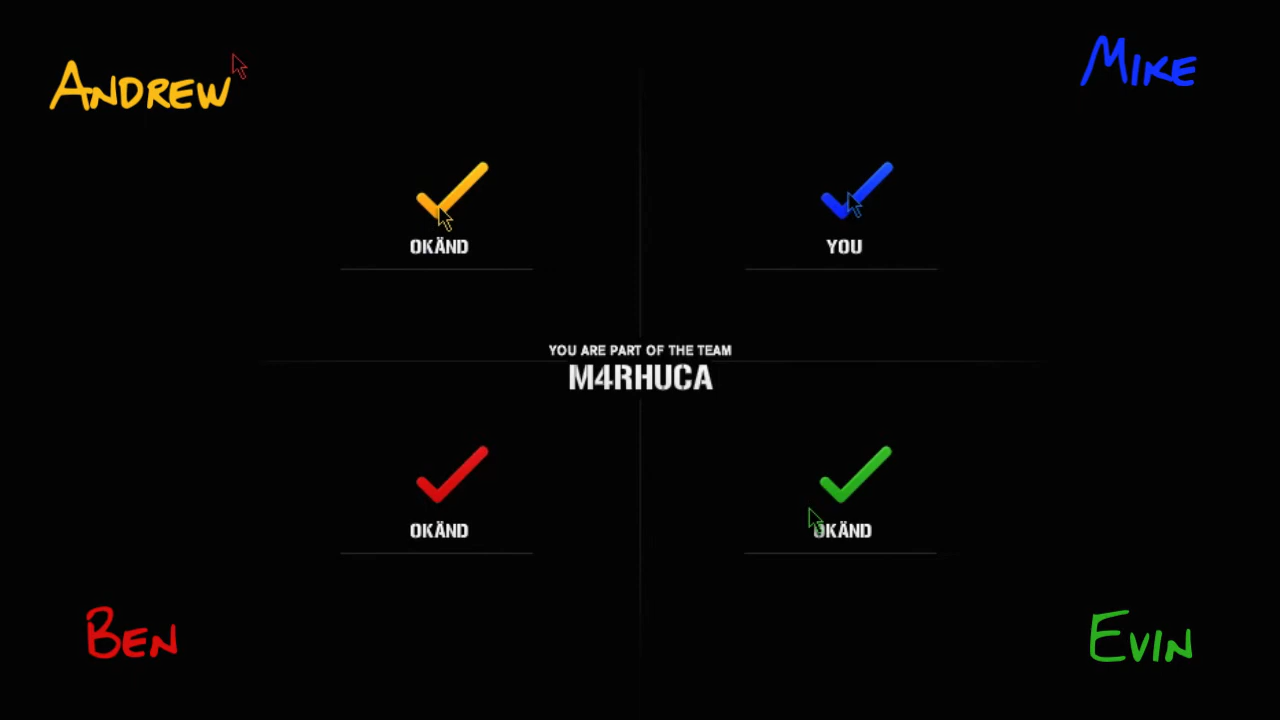 ANDREW
MIKE
OKÄND
YOU
YOU ARE PART OF THE TEAM
M4RHUCA
OKÄND
OKÄND
BEN
EVIN